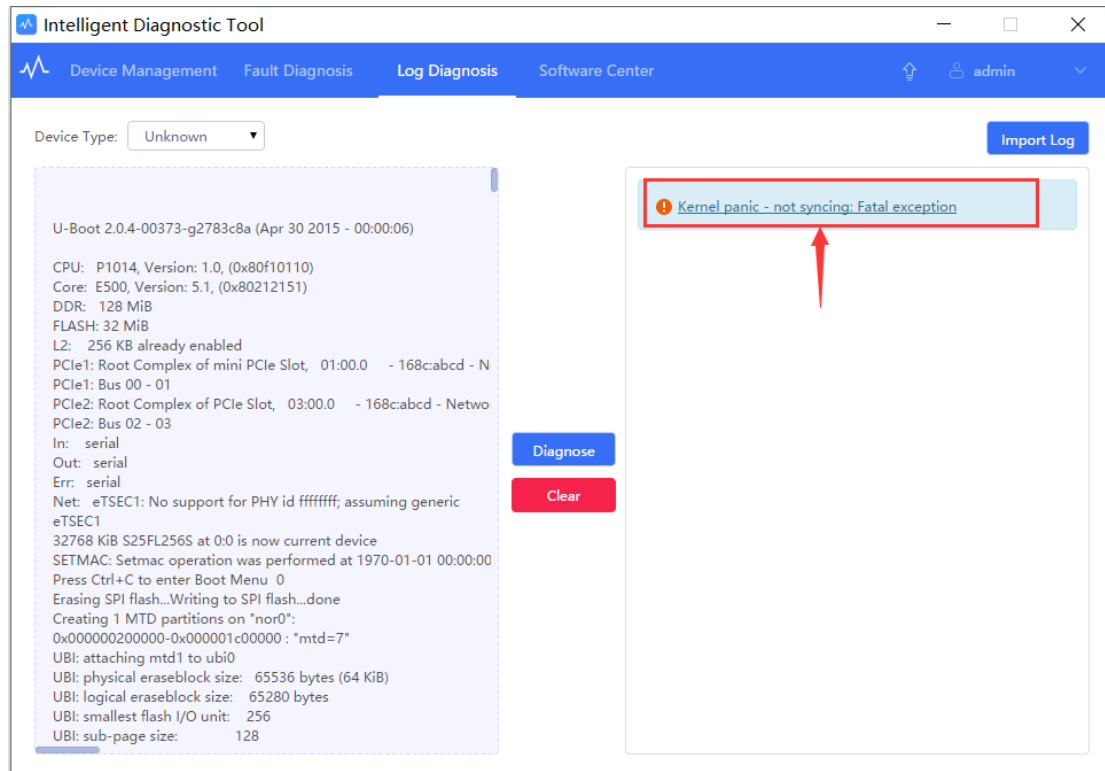 Intelligent Diagnostic Tool
Device Management Fault Diagnosis Log Diagnosis Software Center admin
Device Type: Unknown Import Log
U-Boot 2.0.4-00373-g2783c8a (Apr 30 2015 - 00:00:06)
CPU: P1014, Version: 1.0, (0x80f10110)
Core: E500, Version: 5.1, (0x80212151)
DDR: 128 MiB
FLASH: 32 MiB
L2: 256 KB already enabled
PCIe1: Root Complex of mini PCIe Slot, 01:00.0 - 168c:abcd - N
PCIe1: Bus 00 - 01
PCIe2: Root Complex of PCIe Slot, 03:00.0 - 168c:abcd - Netwo
PCIe2: Bus 02 - 03
In: serial
Out: serial
Err: serial
Net: eTSEC1: No support for PHY id ffffffff; assuming generic
eTSEC1
32768 KiB S25FL256S at 0:0 is now current device
SETMAC: Setmac operation was performed at 1970-01-01 00:00:00
Press Ctrl+C to enter Boot Menu 0
Erasing SPI flash...Writing to SPI flash...done
Creating 1 MTD partitions on "nor0":
0x000000200000-0x000001c00000 : "mtd=7"
UBI: attaching mtd1 to ubi0
UBI: physical eraseblock size: 65536 bytes (64 KiB)
UBI: logical eraseblock size: 65280 bytes
UBI: smallest flash I/O unit: 256
UBI: sub-page size: 128
Diagnose
Clear
Kernel panic - not syncing: Fatal exception